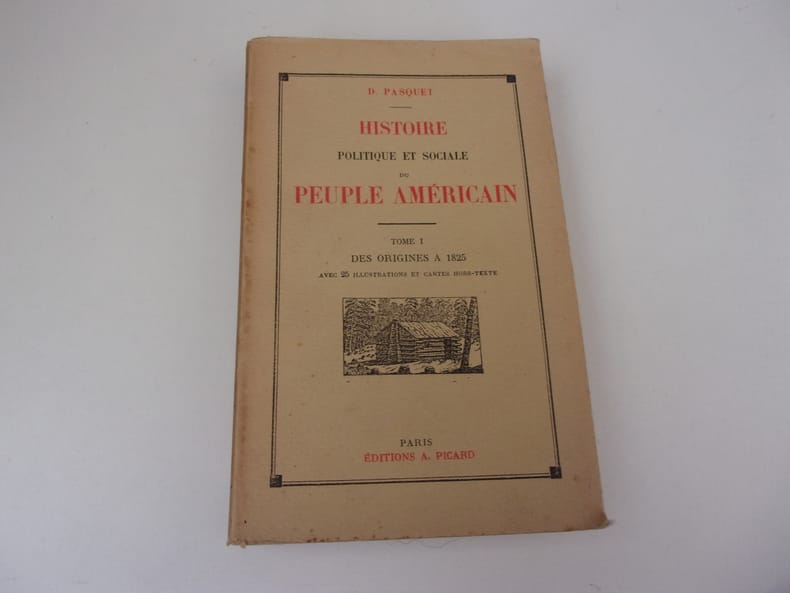 D. PASQUET
HISTOIRE
POLITIQUE ET SOCIALE
DU
PEUPLE AMÉRICAIN
TOME I
DES ORIGINES A 1825
AVEC 25 ILLUSTRATIONS ET CARTES HORS-TEXTE
PARIS
ÉDITIONS A. PICARD